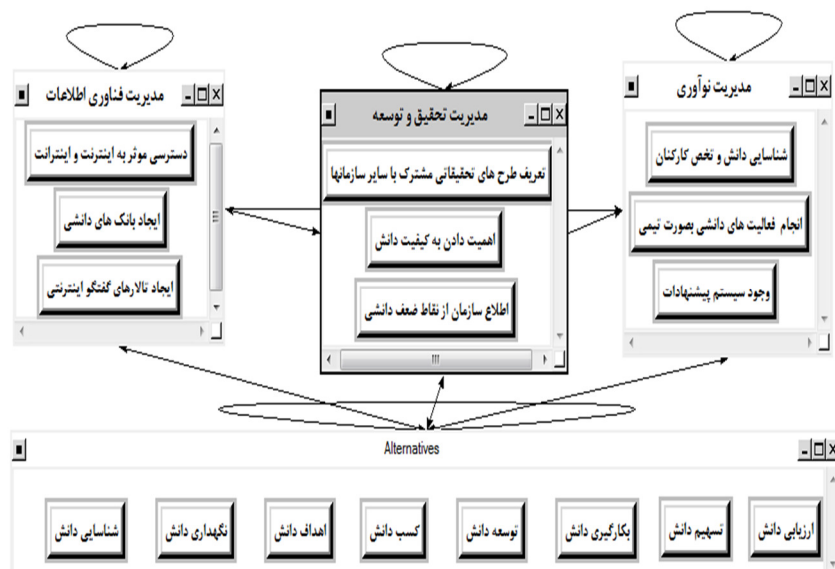 مدیریت نوآوری
شناسایی دانش و تخص کارکنان
انجام فعالیت های دانشی بصورت تیمی
وجود سیستم پیشنهادات
مدیریت تحقیق و توسعه
تعریف طرح های تحقیقاتی مشترک با سایر سازمانها
اهمیت دادن به کیفیت دانش
اطلاع سازمان از نقاط ضعف دانشی
مدیریت فناوری اطلاعات
دسترسی موثر به اینترنت و اینترانت
ایجاد بانک های دانشی
ایجاد تالارهای گفتگو اینترنتی
Alternatives
ارزیابی دانش
تسهیم دانش
بکارگیری دانش
توسعه دانش
کسب دانش
اهداف دانش
نگهداری دانش
شناسایی دانش